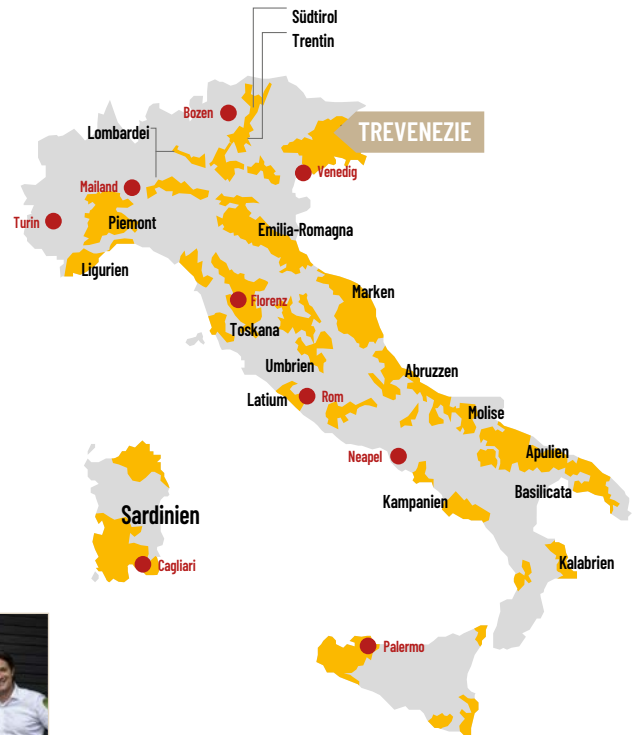 Südtirol
Trentin
Bozen
Lombardei
TREVENEZIE
Venedig
Mailand
Turin
Piemont
Emilia-Romagna
Ligurien
Marken
Florenz
Toskana
Umbrien
Abruzzen
Latium
Rom
Molise
Neapel
Apulien
Basilicata
Kampanien
Sardinien
Kalabrien
Cagliari
Palermo